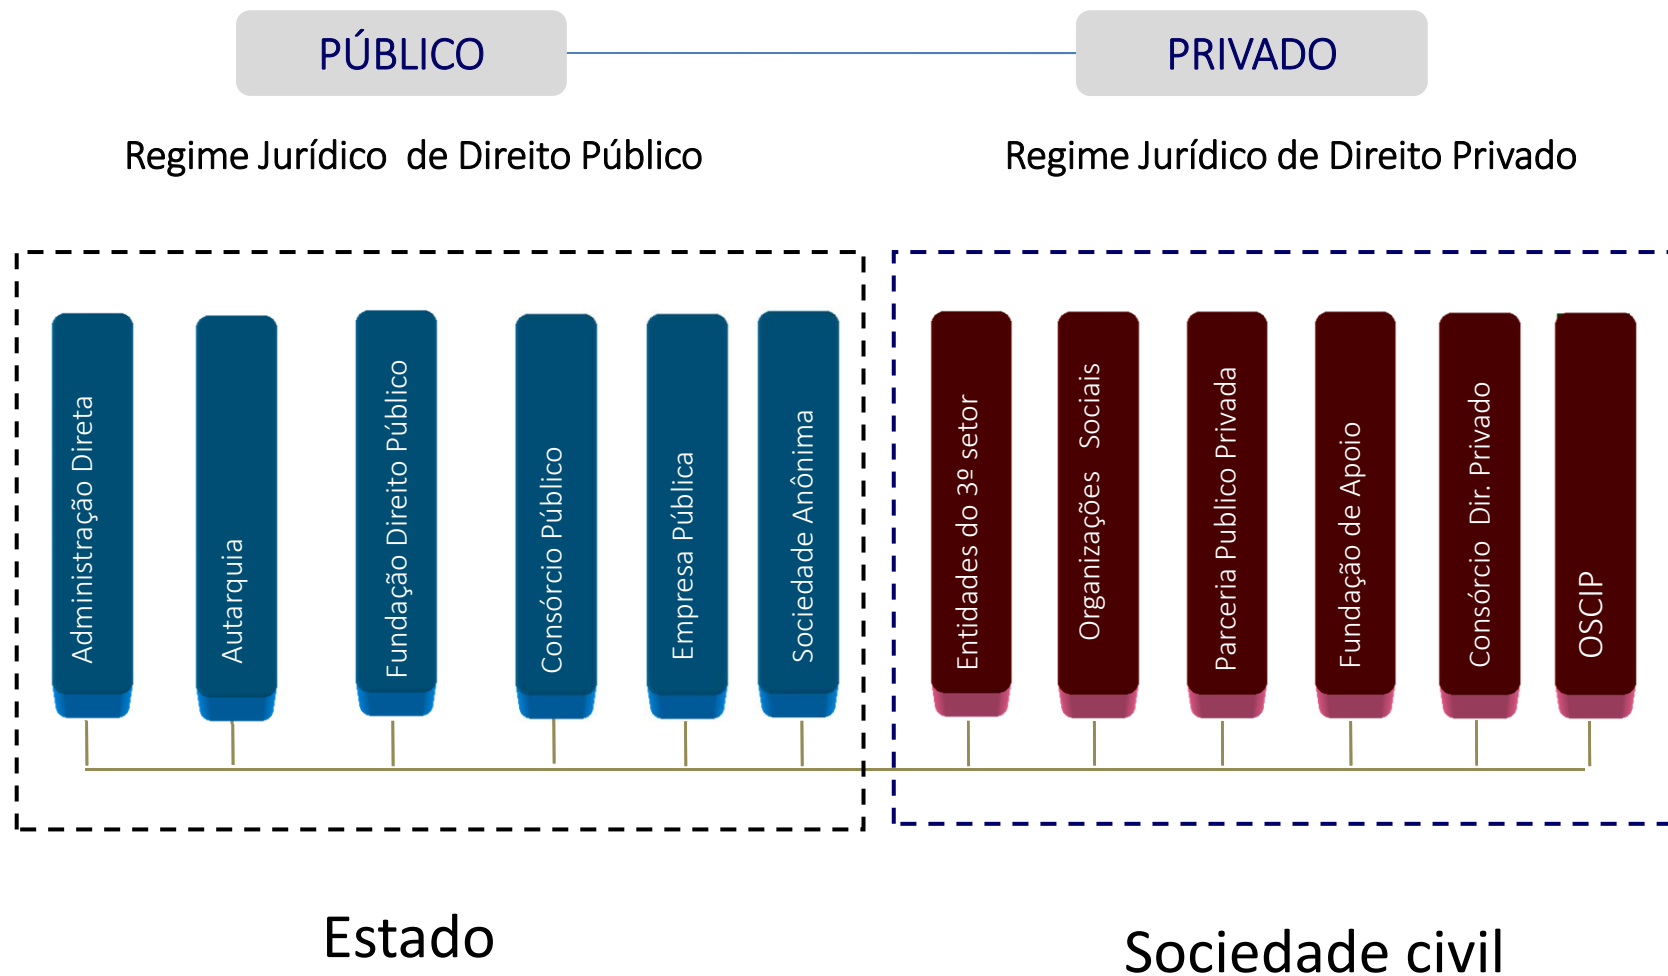 PÚBLICO
PRIVADO
Regime Jurídico  de Direito Público
Regime Jurídico de Direito Privado
Administração Direta
Autarquia
Fundação Direito Público
Consórcio Público
Empresa Pública
Sociedade Anônima
Entidades do 3º setor
Organizações  Sociais
Parceria Publico Privada
Fundação de Apoio
Consórcio  Dir. Privado
OSCIP
Estado
Sociedade civil